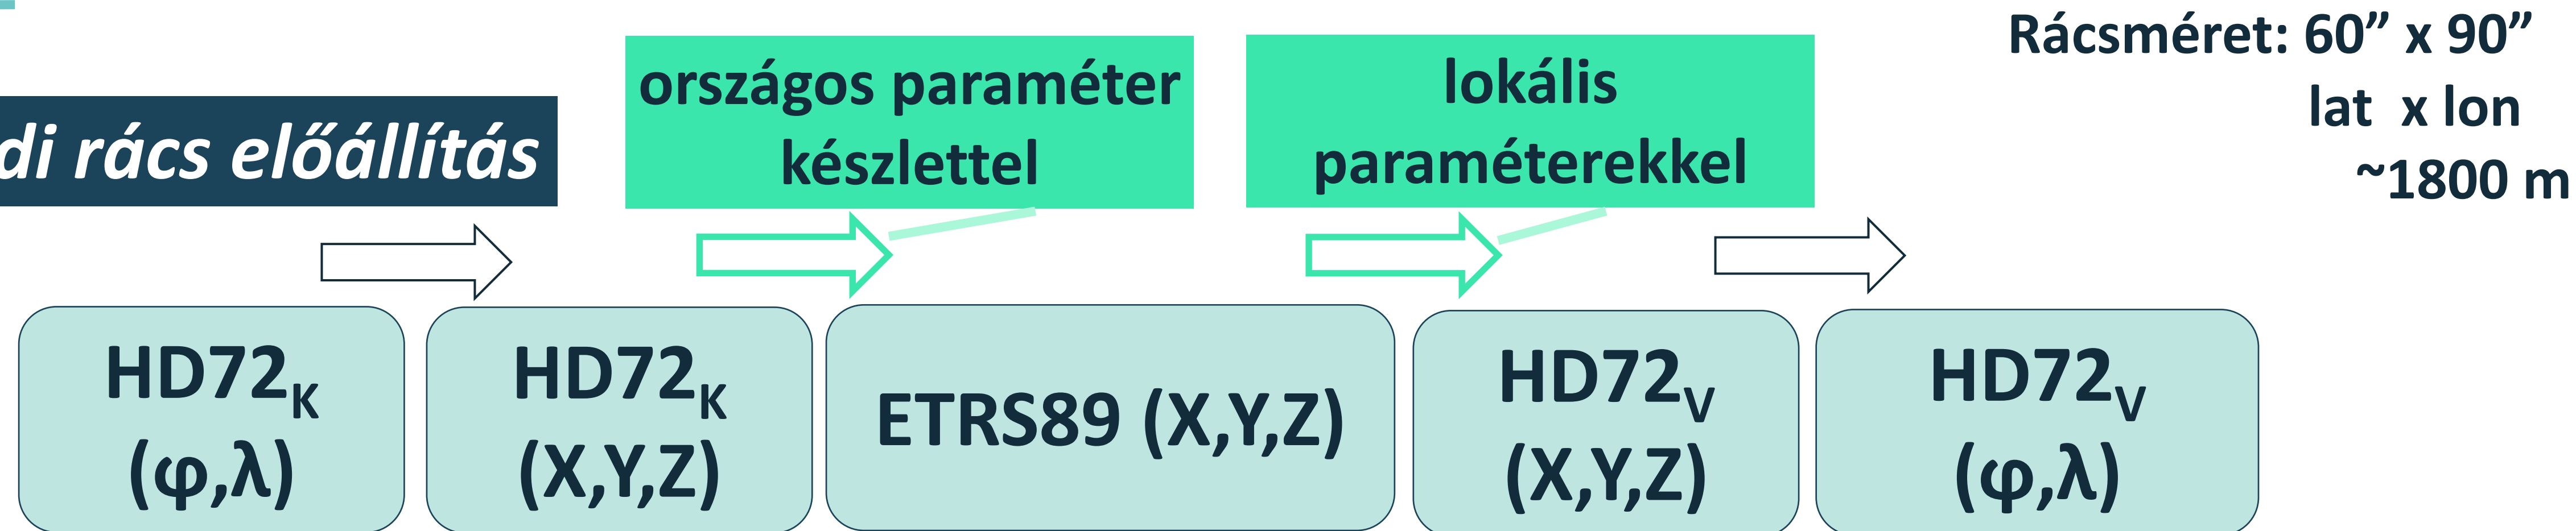 di rács előállítás
országos paraméter
készlettel
lokális
paraméterekkel
Rácsméret: 60” x 90”
lat x lon
~1800 m
HD72K
(φ,λ)
HD72K
(X,Y,Z)
ETRS89 (X,Y,Z)
HD72V
(X,Y,Z)
HD72V
(φ,λ)